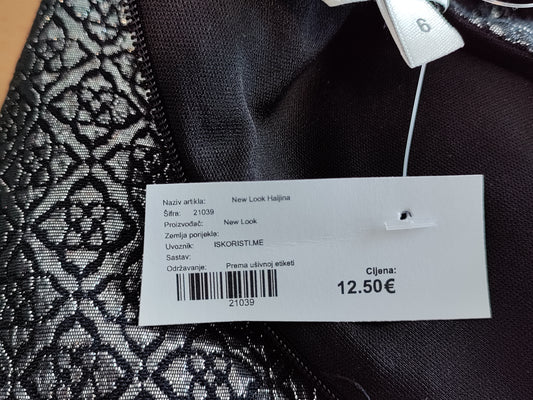 6
Naziv artikla: New Look Haljina
Šifra: 21039
Proizvođač: New Look
Zemlja porijekla:
Uvoznik: ISKORISTI.ME
Sastav:
Održavanje: Prema ušivnoj etiketi
21039
Cijena:
12.50€